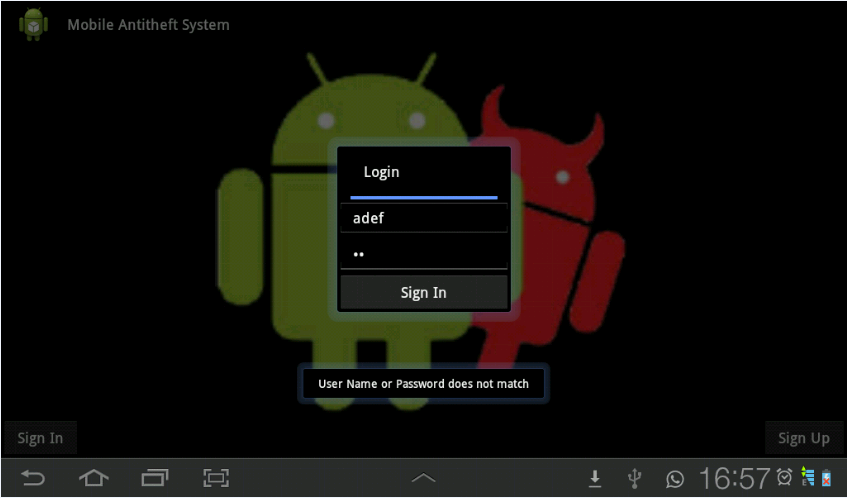 Mobile Antitheft System
Login
adef
••
Sign In
User Name or Password does not match
Sign In
Sign Up
16:57